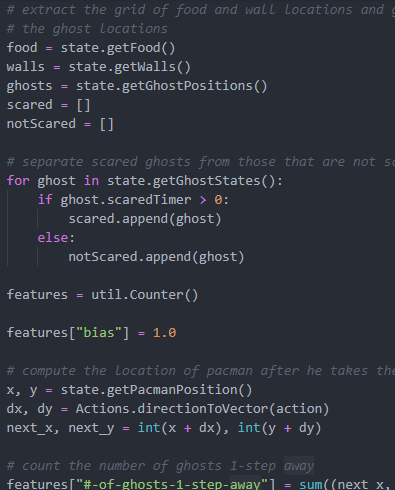 # extract the grid of food and wall locations and
# the ghost locations
food = state.getFood()
walls = state.getWalls()
ghosts = state.getGhostPositions()
scared = []
notScared = []
# separate scared ghosts from those that are not
for ghost in state.getGhostStates():
if ghost.scaredTimer > 0:
scared.append(ghost)
else:
notScared.append(ghost)
features = util.Counter()
features["bias"] = 1.0
# compute the location of pacman after he takes the
x, y = state.getPacmanPosition()
dx, dy = Actions.directionToVector(action)
next_x, next_y = int(x + dx), int(y + dy)
# count the number of ghosts 1-step away
features["#-of-ghosts-1-step-away"] = sum((next_x,